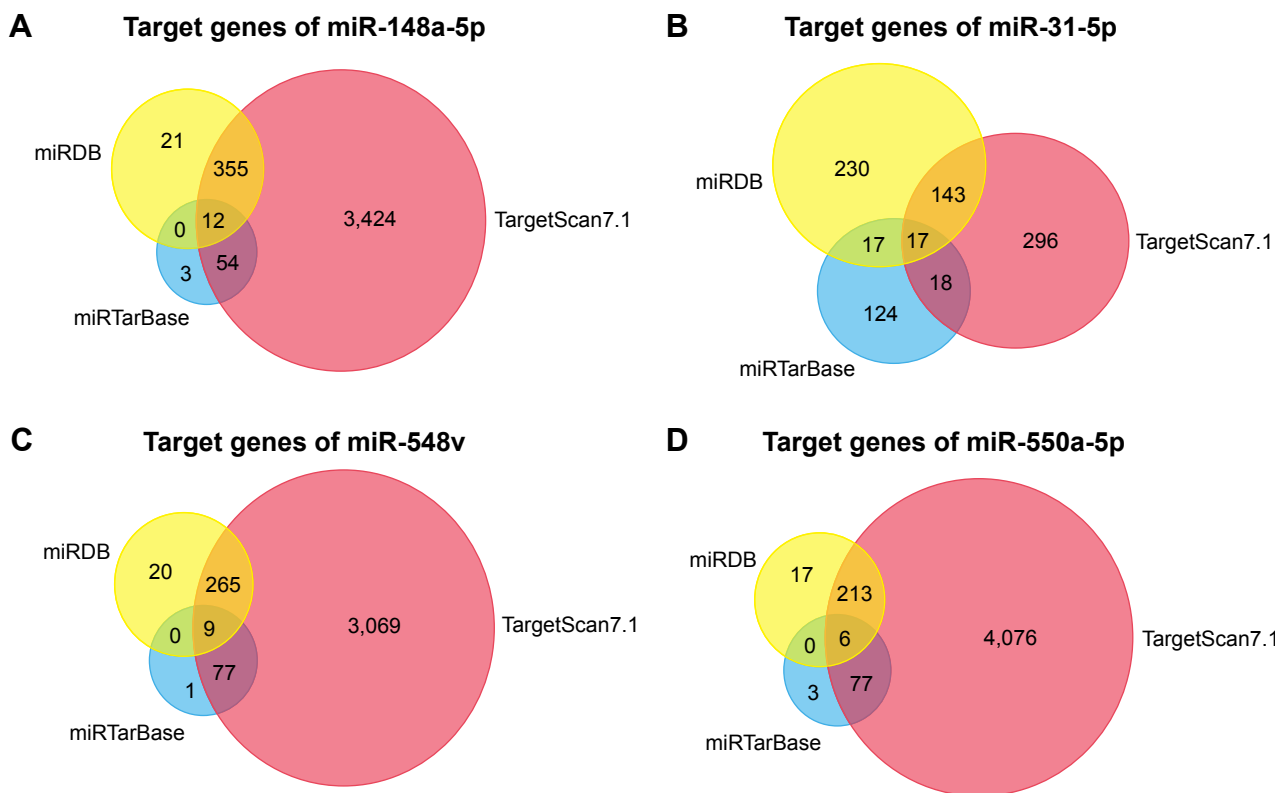 A
Target genes of miR-148a-5p
miRDB
21
355
3,424
TargetScan7.1
0
12
3
54
miRTarBase
B
Target genes of miR-31-5p
miRDB
230
143
17
17
296
TargetScan7.1
18
124
miRTarBase
C
Target genes of miR-548v
miRDB
20
265
3,069
TargetScan7.1
0
9
77
1
miRTarBase
D
Target genes of miR-550a-5p
miRDB
17
213
4,076
TargetScan7.1
0
6
3
77
miRTarBase